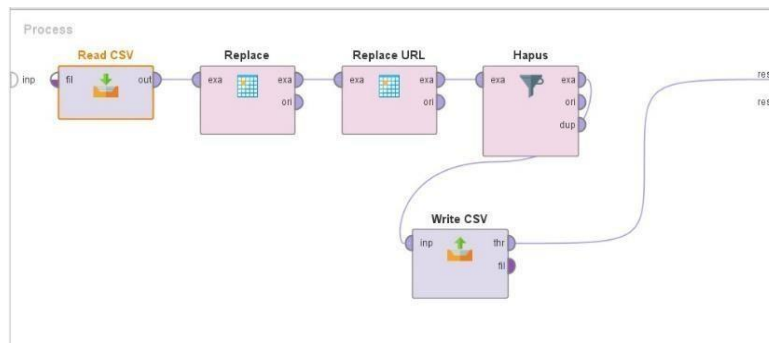 Process
Read CSV
Replace
Replace URL
Hapus
inp
fil
out
exa
exa
ori
exa
exa
ori
exa
exa
ori
dup
res
res
Write CSV
inp
thr
fil